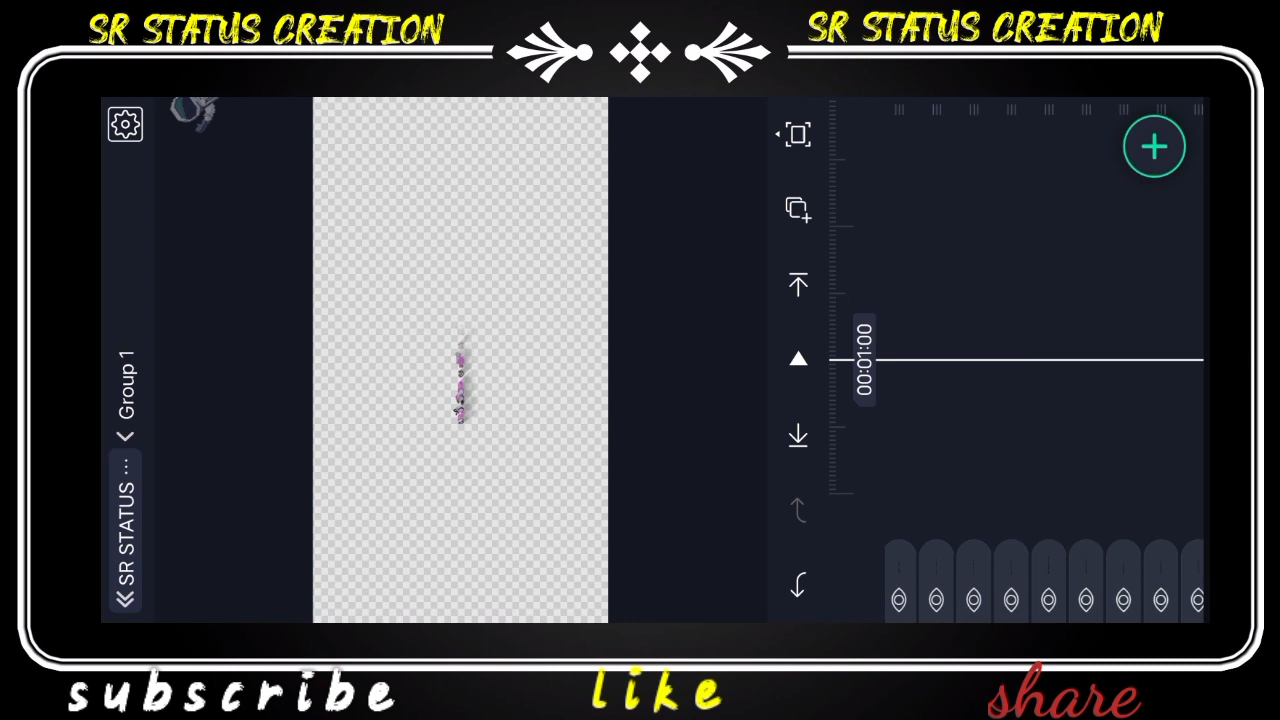 SR STATUS CREATION
SR STATUS CREATION
SR STATUS ...
Group 1
00:01:00
subscribe
like
share